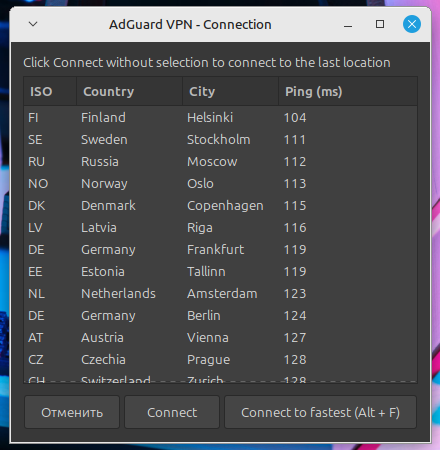 AdGuard VPN - Connection
Click Connect without selection to connect to the last location
ISO Country City Ping (ms)
FI Finland Helsinki 104
SE Sweden Stockholm 111
RU Russia Moscow 112
NO Norway Oslo 113
DK Denmark Copenhagen 115
LV Latvia Riga 116
DE Germany Frankfurt 119
EE Estonia Tallinn 119
NL Netherlands Amsterdam 123
DE Germany Berlin 124
AT Austria Vienna 127
CZ Czechia Prague 128
CH Switzerland Zurich 128
Отменить Connect Connect to fastest (Alt + F)